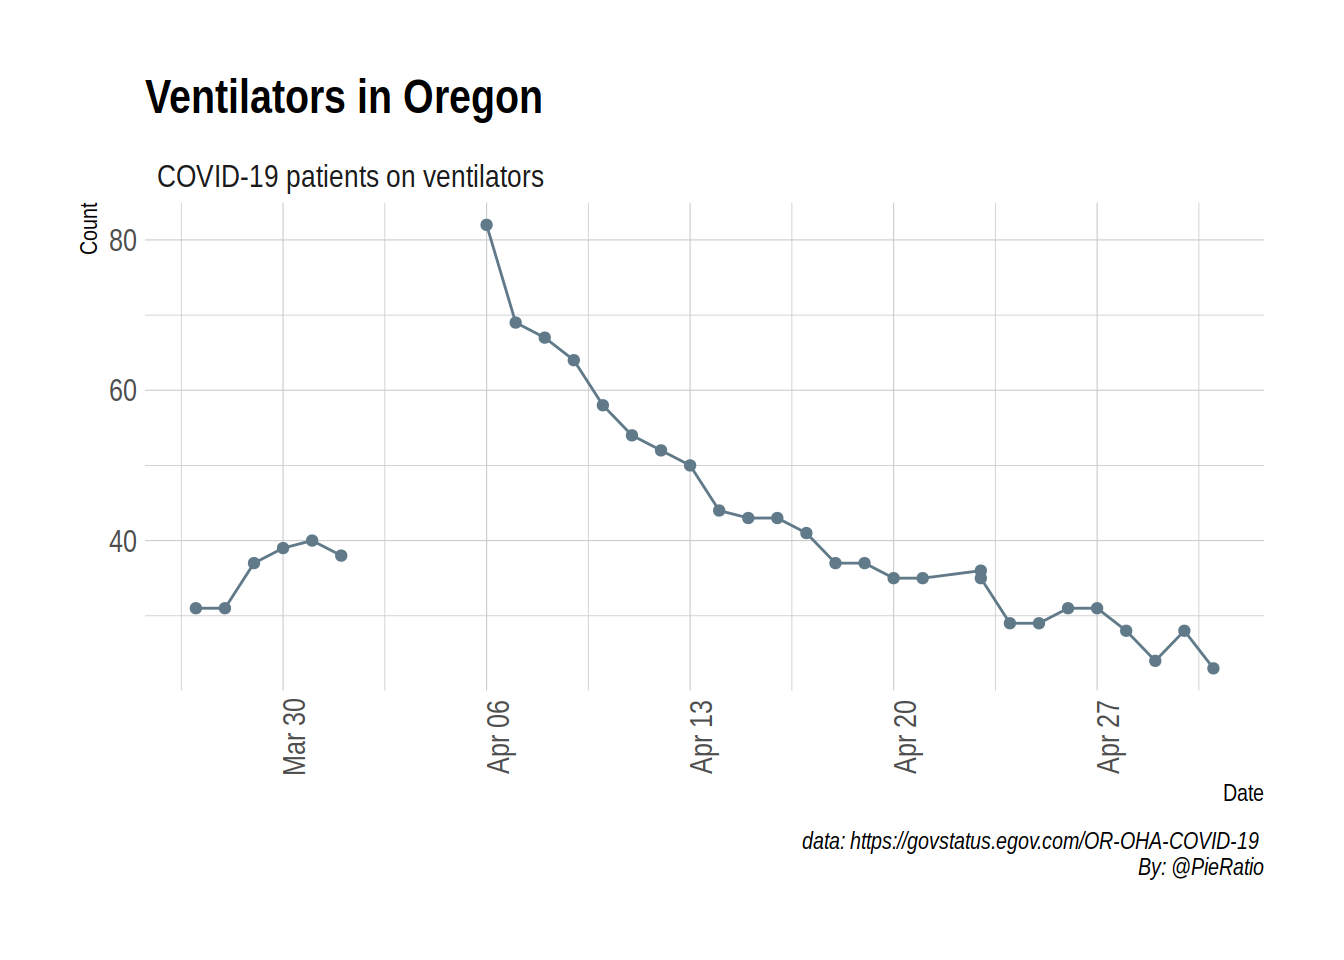 Ventilators in Oregon
COVID-19 patients on ventilators
Count
80
60
40
Mar 30
Apr 06
Apr 13
Apr 20
Apr 27
Date
data: https://govstatus.egov.com/OR-OHA-COVID-19
By: @PieRatio